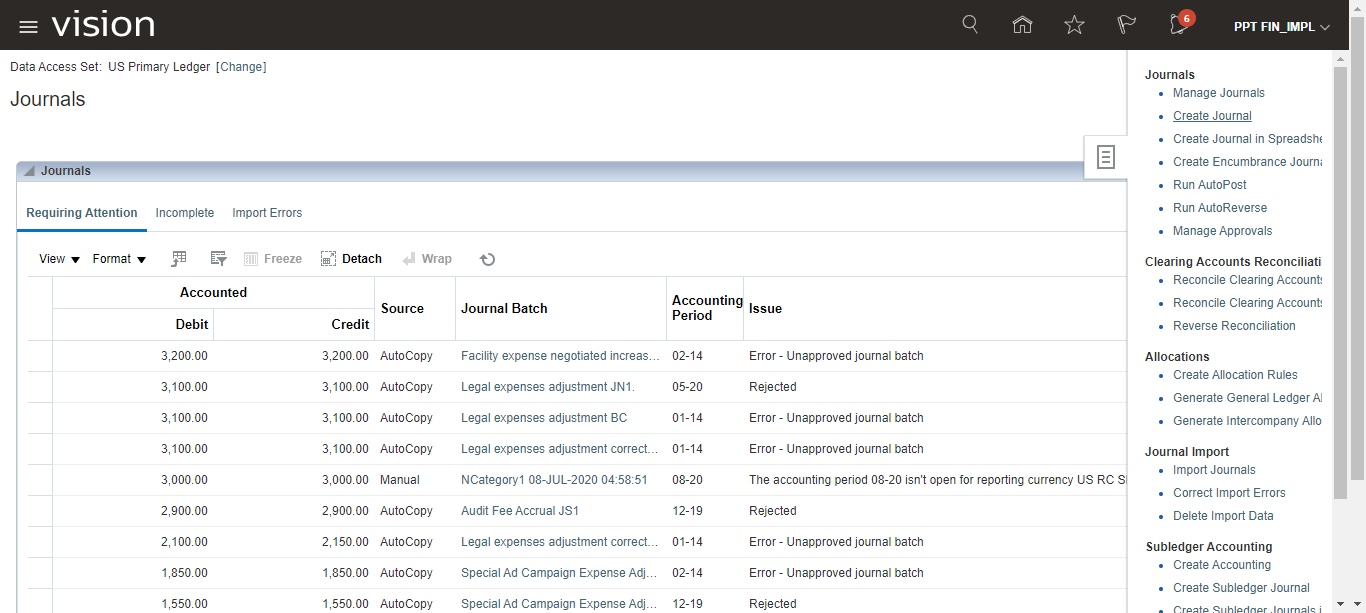 vision
6
PPT FIN_IMPL
Data Access Set: US Primary Ledger [Change]
Journals
Journals
Requiring Attention Incomplete Import Errors
View Format Freeze Detach Wrap
Accounted
Debit Credit Source Journal Batch Accounting Period Issue
3,200.00 3,200.00 AutoCopy Facility expense negotiated increas... 02-14 Error - Unapproved journal batch
3,100.00 3,100.00 AutoCopy Legal expenses adjustment JN1. 05-20 Rejected
3,100.00 3,100.00 AutoCopy Legal expenses adjustment BC 01-14 Error - Unapproved journal batch
3,100.00 3,100.00 AutoCopy Legal expenses adjustment correct... 01-14 Error - Unapproved journal batch
3,000.00 3,000.00 Manual NCategory1 08-JUL-2020 04:58:51 08-20 The accounting period 08-20 isn't open for reporting currency US RC S
2,900.00 2,900.00 AutoCopy Audit Fee Accrual JS1 12-19 Rejected
2,100.00 2,150.00 AutoCopy Legal expenses adjustment correct... 01-14 Error - Unapproved journal batch
1,850.00 1,850.00 AutoCopy Special Ad Campaign Expense Adj... 02-14 Error - Unapproved journal batch
1,550.00 1,550.00 AutoCopy Special Ad Campaign Expense Adj... 12-19 Rejected
Journals
Manage Journals
Create Journal
Create Journal in Spreadshe
Create Encumbrance Journa
Run AutoPost
Run AutoReverse
Manage Approvals
Clearing Accounts Reconciliati
Reconcile Clearing Accounts
Reconcile Clearing Accounts
Reverse Reconciliation
Allocations
Create Allocation Rules
Generate General Ledger Al
Generate Intercompany Allo
Journal Import
Import Journals
Correct Import Errors
Delete Import Data
Subledger Accounting
Create Accounting
Create Subledger Journal
Create Subledger Journals i